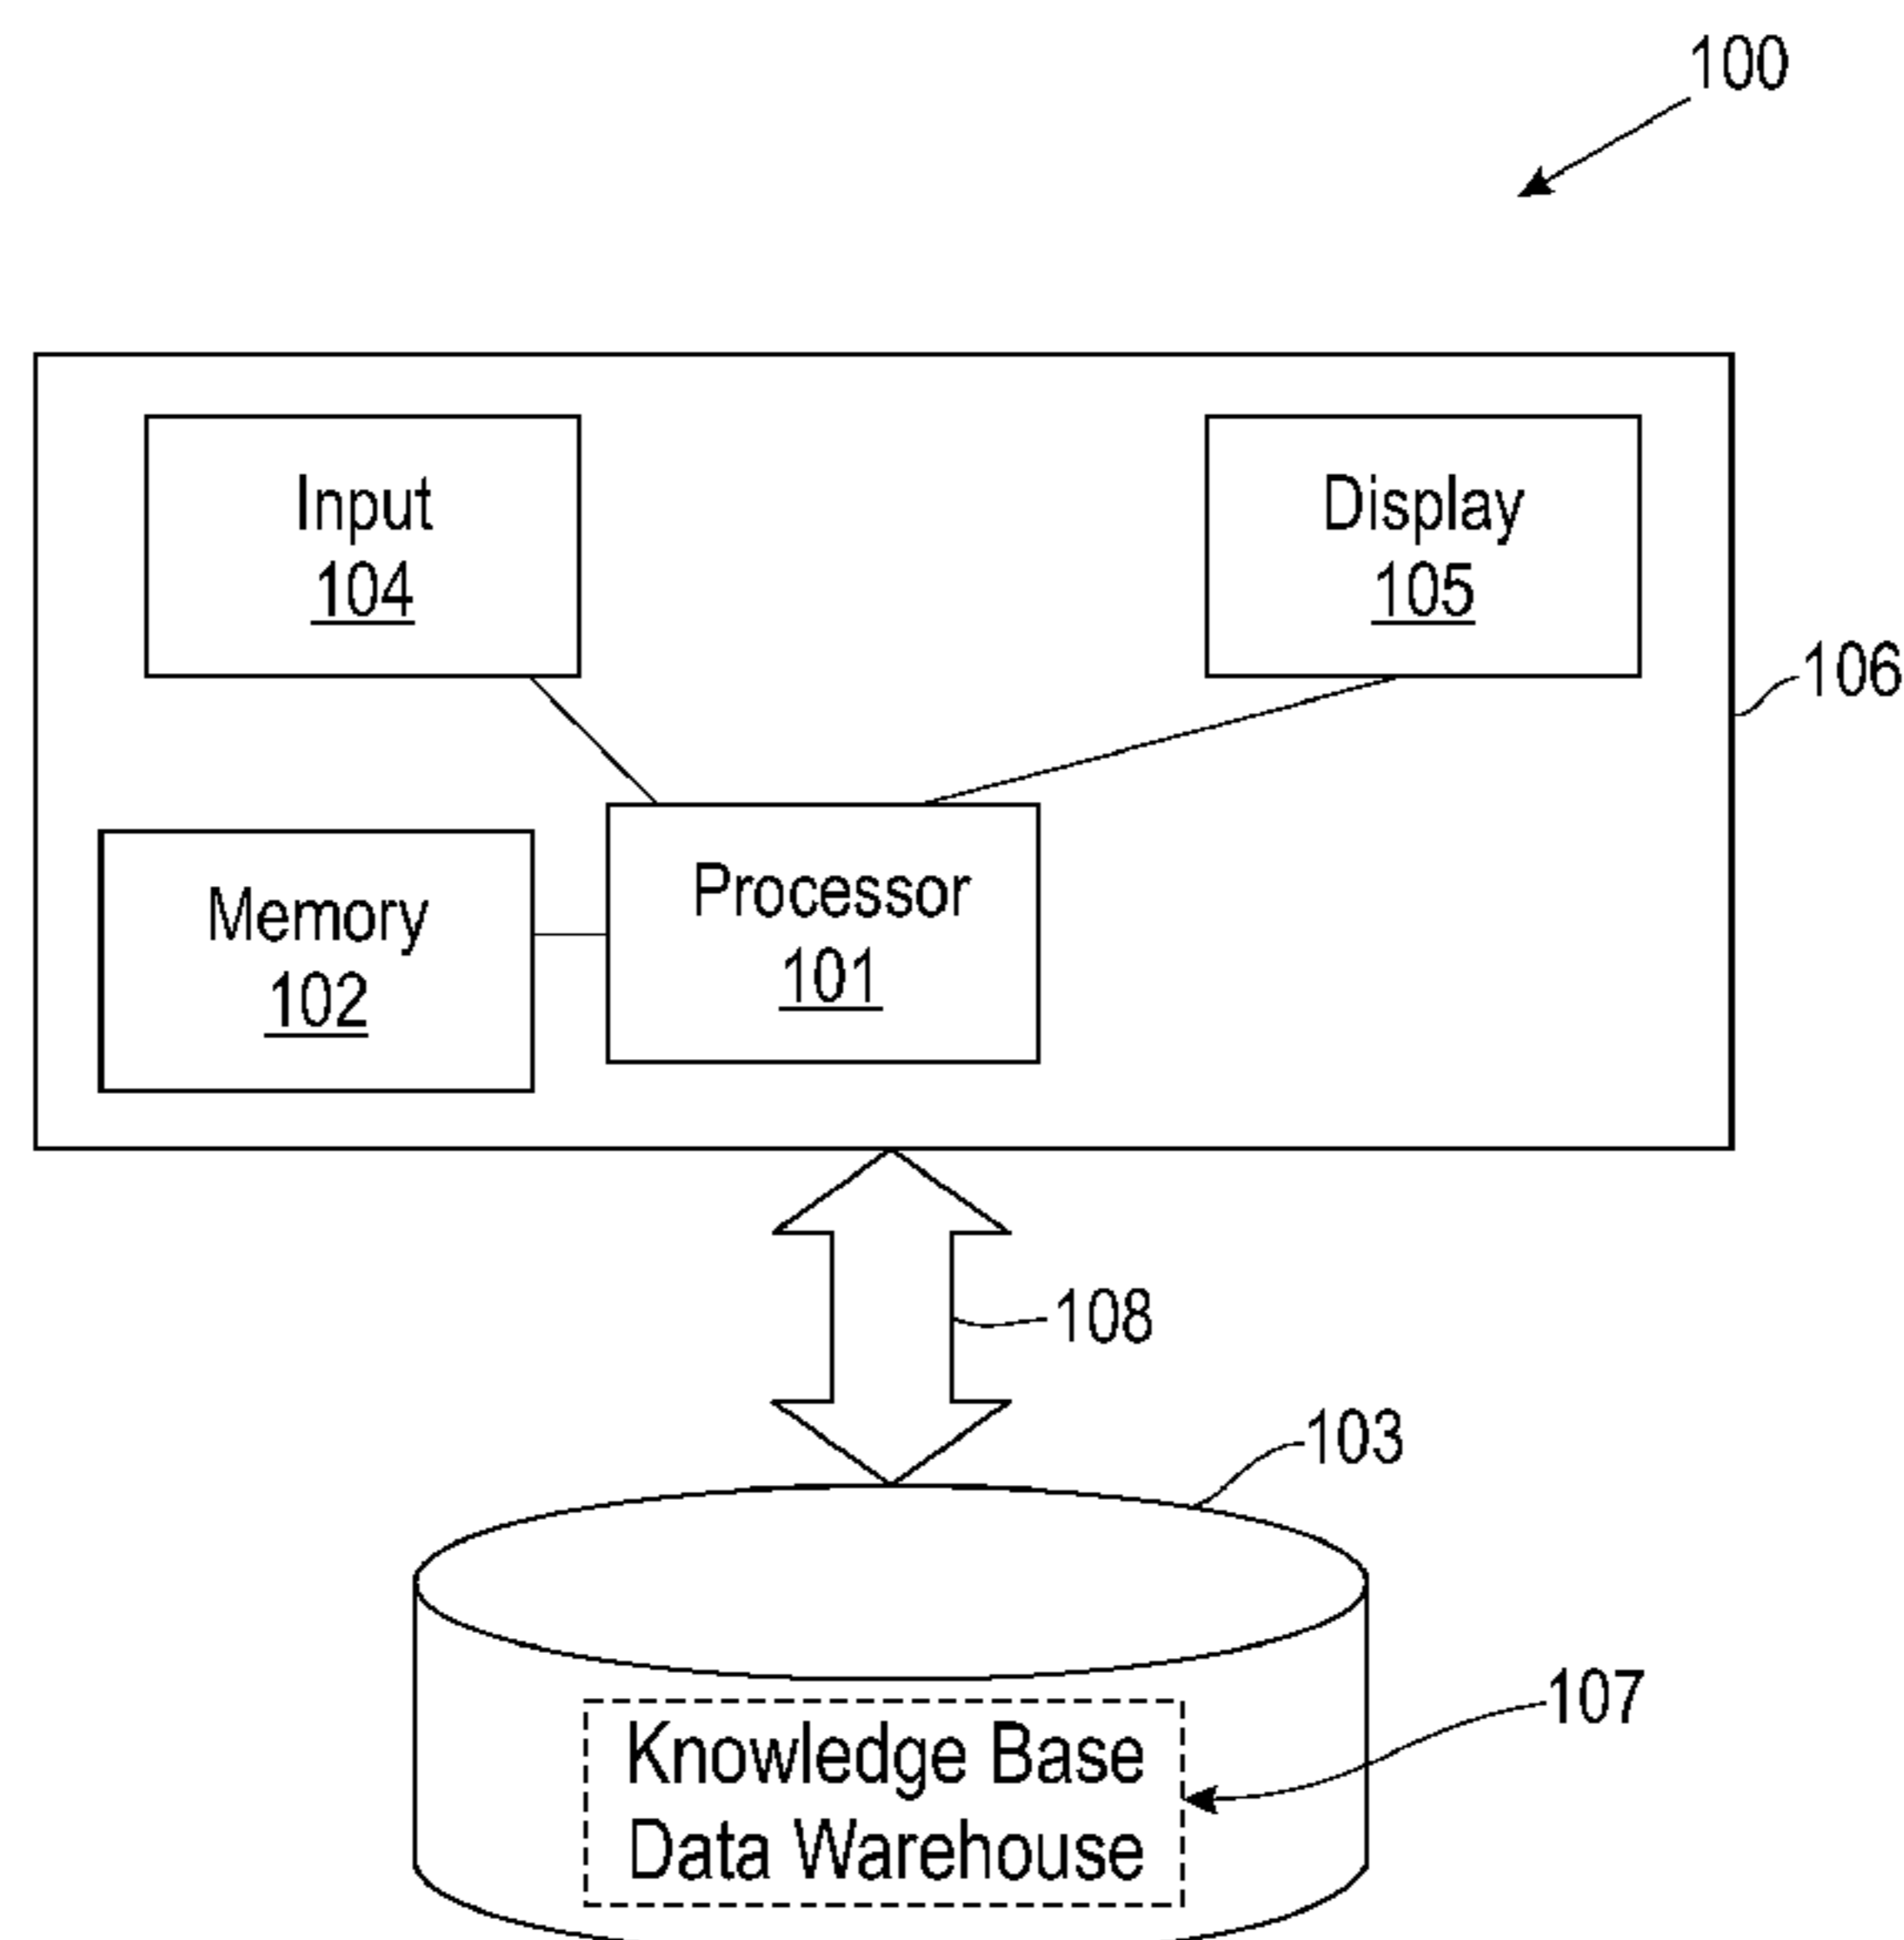 100
Input
104
Display
105
106
Memory
102
Processor
101
108
103
107
Knowledge Base
Data Warehouse